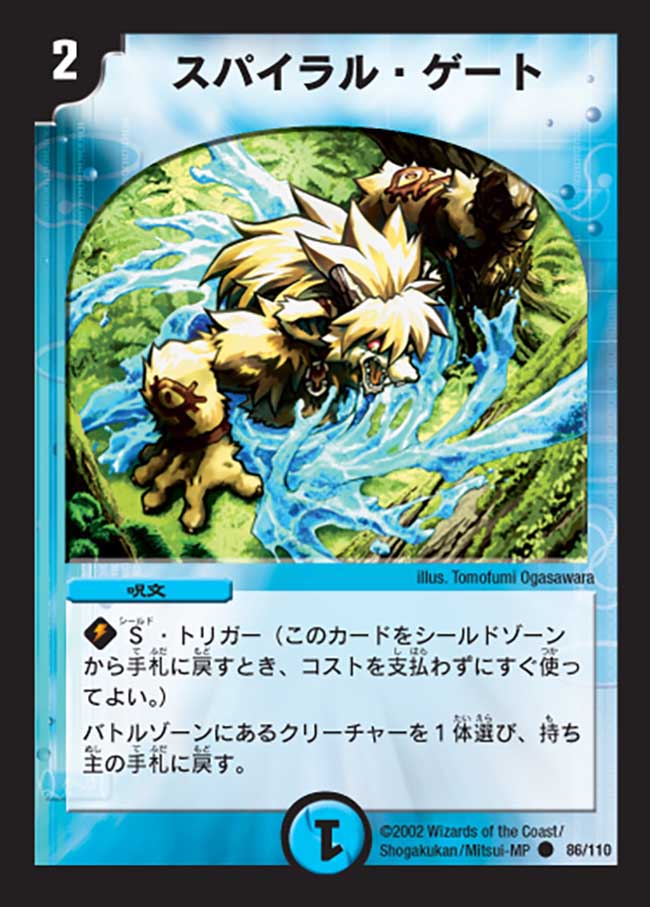 2
スパイラル・ゲート
illus. Tomofumi Ogasawara
呪文
S・トリガー（このカードをシールドゾーン
から手札に戻すとき、コストを支払わずにすぐ使っ
てよい。）
バトルゾーンにあるクリーチャーを1体選び、持ち
主の手札に戻す。
1
©2002 Wizards of the Coast/
Shogakukan/Mitsui-MP ● 86/110